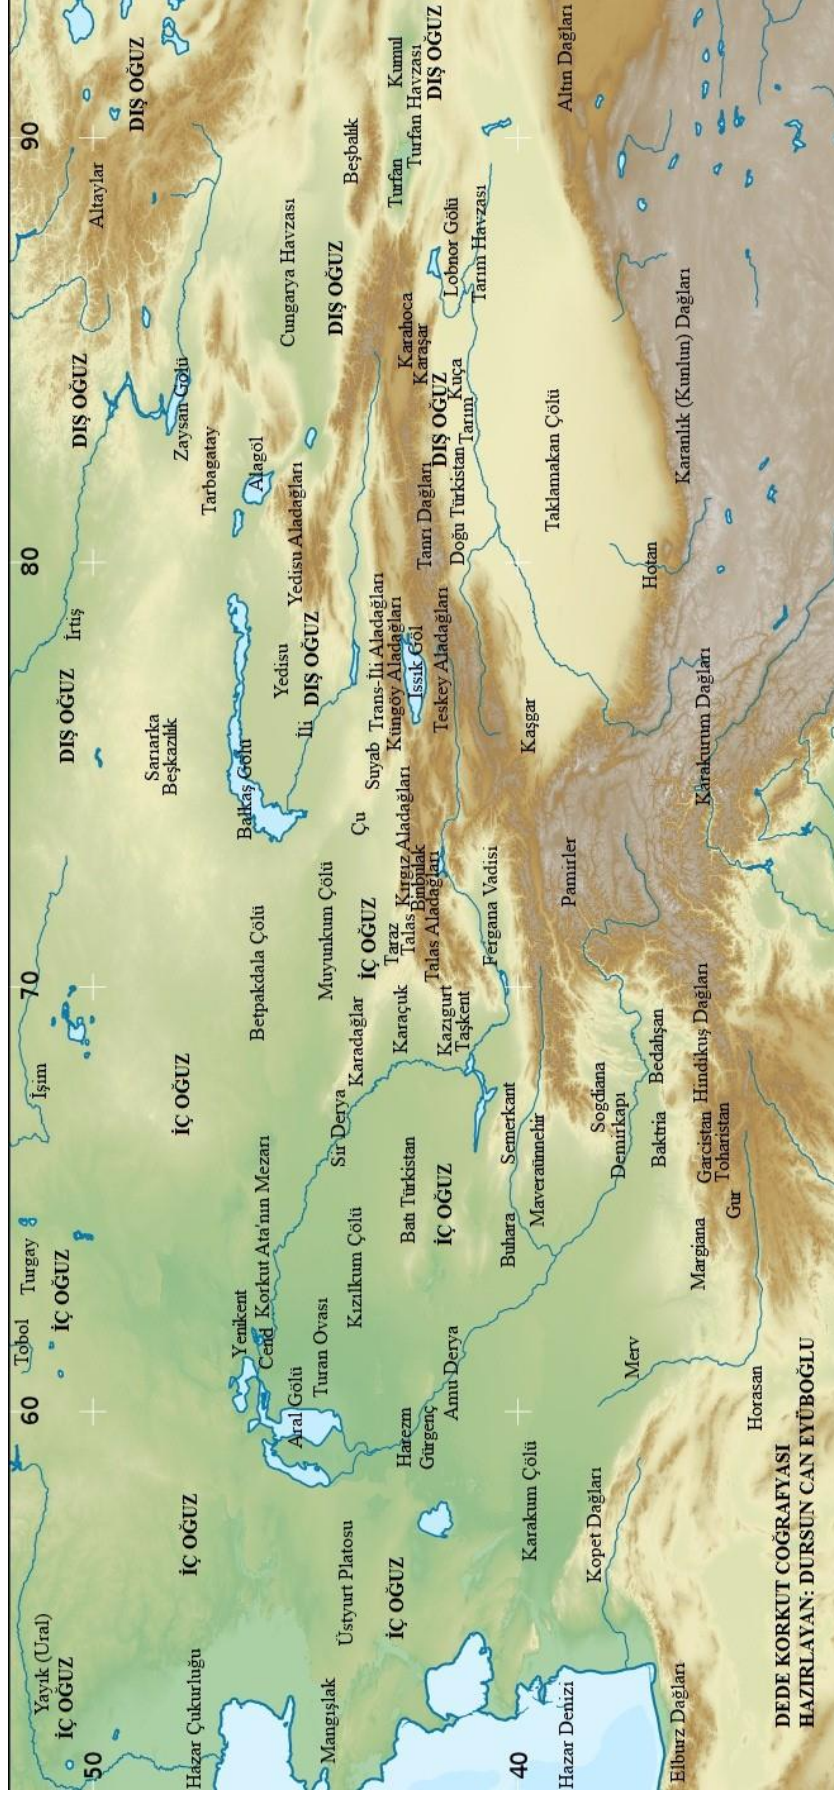 50
60
70
80
90
40
Yayık (Ural)
İÇ OĞUZ
Tobol
Turgay
İÇ OĞUZ
İşim
DIŞ OĞUZ
İrtiş
DIŞ OĞUZ
Altaylar
DIŞ OĞUZ
Hazar Çukurluğu
İÇ OĞUZ
İÇ OĞUZ
Sarıarka
Beşkazılık
Zaysan Gölü
Tarbagatay
Yenikent
Cend
Korkut Ata'nın Mezarı
Betpakdala Çölü
Balkaş Gölü
Alagöl
Aral Gölü
Turan Ovası
Muyunkum Çölü
Yedisu
Yedisu Aladağları
Cungarya Havzası
İli
DIŞ OĞUZ
DIŞ OĞUZ
Beşbalık
Mangışlak
Üstyurt Platosu
Kızılkum Çölü
Sır Derya
Karadağlar
İÇ OĞUZ
Çu
Suyab
Trans-İli Aladağları
Küngöy Aladağları
Issık Göl
Teskey Aladağları
İÇ OĞUZ
Harezm
Gürgenç
Amu Derya
Batı Türkistan
İÇ OĞUZ
Karaçuk
Taraz
Talas
Kırgız Aladağları
Binbulak
Talas Aladağları
Kazıgurt
Taşkent
Tanrı Dağları
DIŞ OĞUZ
Doğu Türkistan
Tarım
Kuça
Karahoca
Karaşar
Lobnor Gölü
Tarım Havzası
Turfan
Turfan Havzası
Kumul
DIŞ OĞUZ
Fergana Vadisi
Kaşgar
Taklamakan Çölü
Altın Dağları
Hazar Denizi
Karakum Çölü
Kopet Dağları
Buhara
Semerkant
Maveraünnehir
Sogdiana
Demirkapı
Pamirler
Merv
Baktria
Bedahşan
Hotan
Karanlık (Kunlun) Dağları
Elburz Dağları
Margiana
Garcistan
Toharistan
Gur
Hindikuş Dağları
Karakurum Dağları
Horasan
DEDE KORKUT COĞRAFYASI
HAZIRLAYAN: DURSUN CAN EYÜBOĞLU